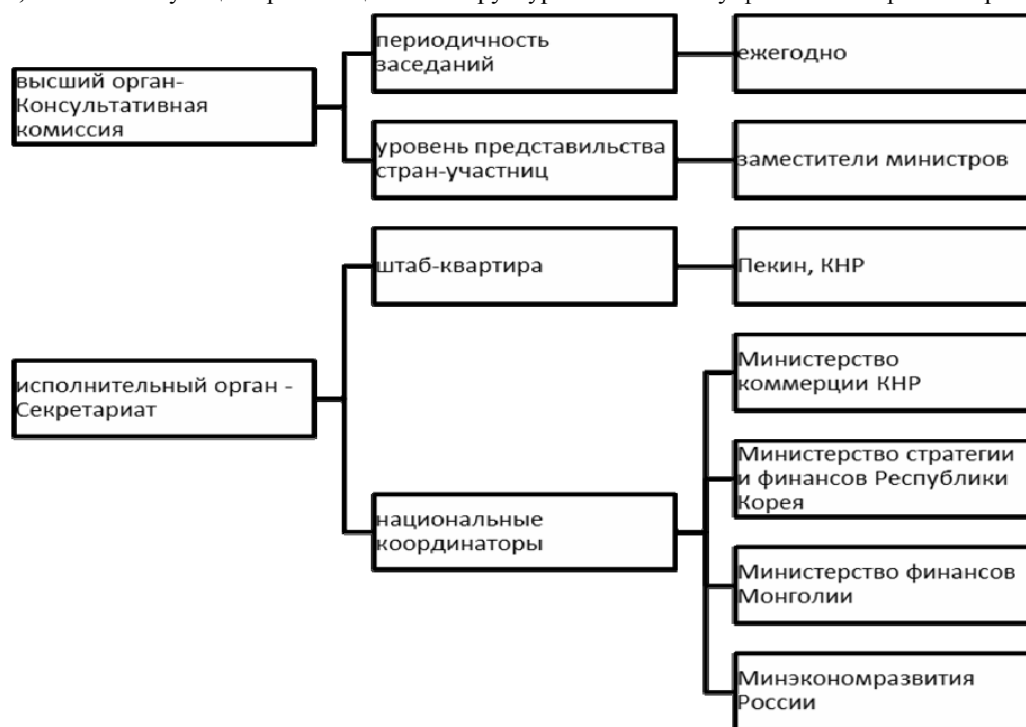 периодичность
заседаний
ежегодно
высший орган-
Консультативная
комиссия
уровень представильства
стран-участниц
заместители министров
штаб-квартира
Пекин, КНР
исполнительный орган -
Секретариат
Министерство
коммерции КНР
Министерство стратегии
и финансов Республики
Корея
национальные
координаторы
Министерство финансов
Монголии
Минэкономразвития
России